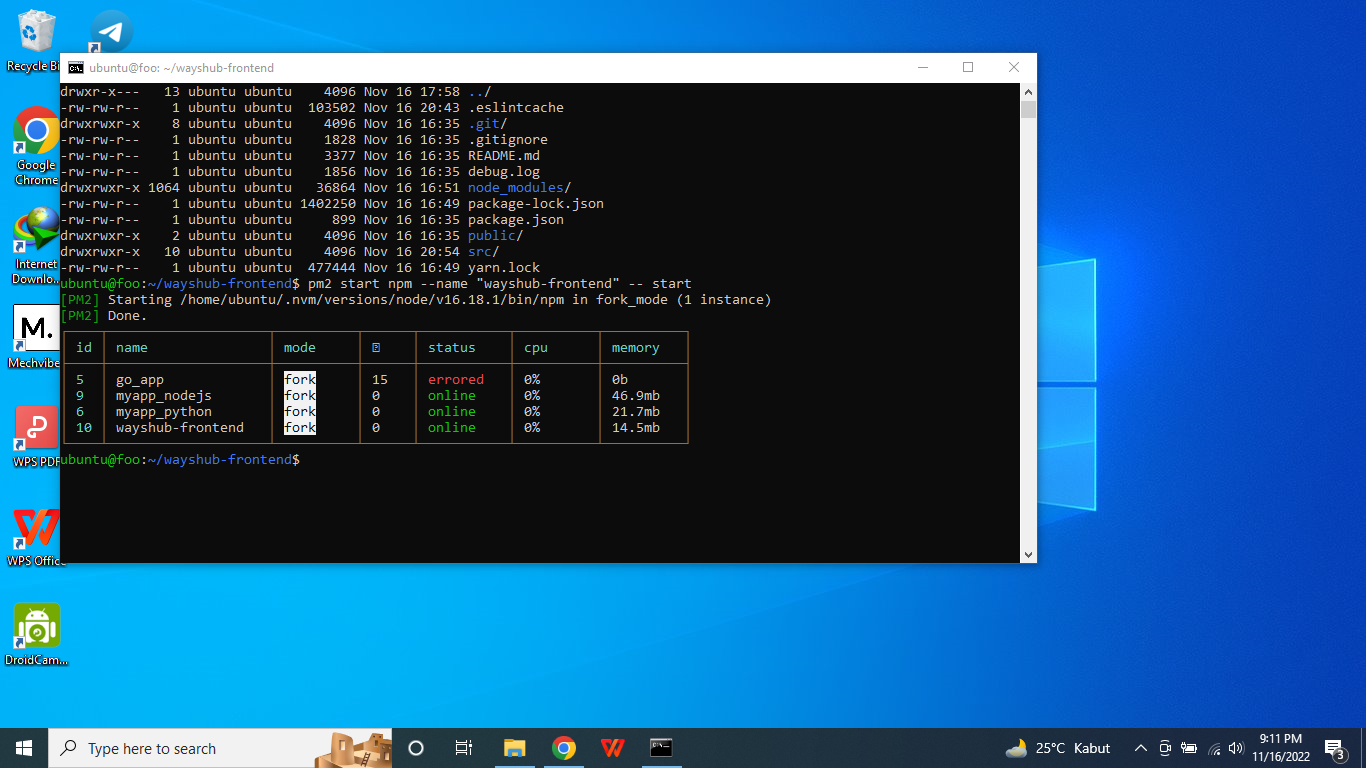 Recycle Bi
ubuntu@foo: ~/wayshub-frontend
drwxr-x--- 13 ubuntu ubuntu 4096 Nov 16 17:58 ../
-rw-rw-r-- 1 ubuntu ubuntu 103502 Nov 16 20:43 .eslintcache
drwxrwxr-x 8 ubuntu ubuntu 4096 Nov 16 16:35 .git/
-rw-rw-r-- 1 ubuntu ubuntu 1828 Nov 16 16:35 .gitignore
-rw-rw-r-- 1 ubuntu ubuntu 3377 Nov 16 16:35 README.md
-rw-rw-r-- 1 ubuntu ubuntu 1856 Nov 16 16:35 debug.log
drwxrwxr-x 1064 ubuntu ubuntu 36864 Nov 16 16:51 node_modules/
-rw-rw-r-- 1 ubuntu ubuntu 1402250 Nov 16 16:49 package-lock.json
-rw-rw-r-- 1 ubuntu ubuntu 899 Nov 16 16:35 package.json
drwxrwxr-x 2 ubuntu ubuntu 4096 Nov 16 16:35 public/
drwxrwxr-x 10 ubuntu ubuntu 4096 Nov 16 20:54 src/
-rw-rw-r-- 1 ubuntu ubuntu 477444 Nov 16 16:49 yarn.lock
ubuntu@foo:~/wayshub-frontend$ pm2 start npm --name "wayshub-frontend" -- start
[PM2] Starting /home/ubuntu/.nvm/versions/node/v16.18.1/bin/npm in fork_mode (1 instance)
[PM2] Done.
id name mode status cpu memory
5 go_app fork 15 errored 0% 0b
9 myapp_nodejs fork 0 online 0% 46.9mb
6 myapp_python fork 0 online 0% 21.7mb
10 wayshub-frontend fork 0 online 0% 14.5mb
ubuntu@foo:~/wayshub-frontend$
Google
Chrome
Internet
Downlo...
M.
Mechvibe
WPS PDF
WPS Offic
DroidCam...
Type here to search
25°C Kabut
9:11 PM
11/16/2022
3